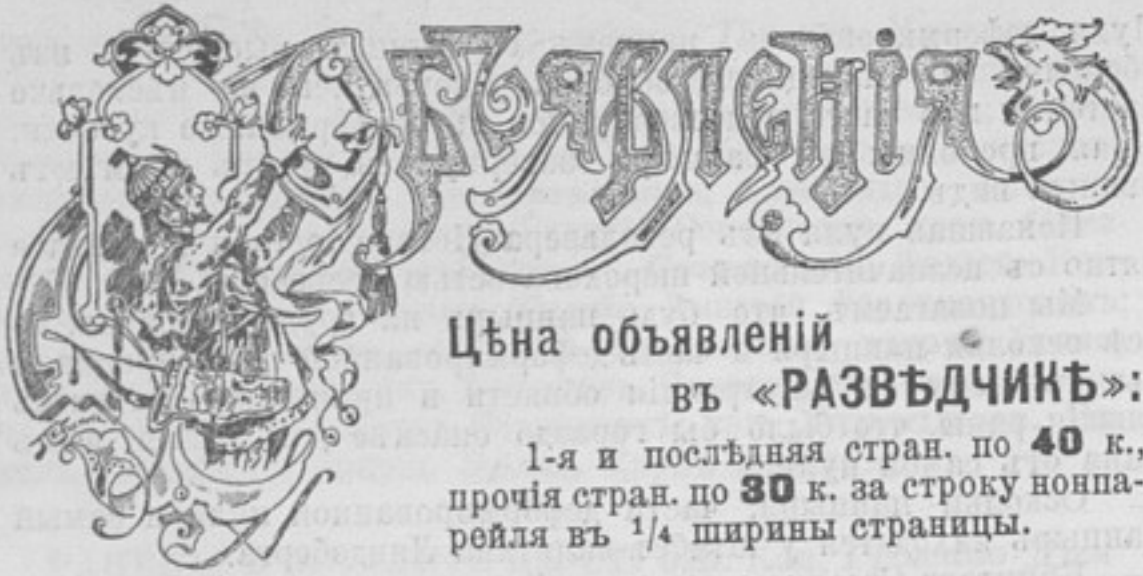 Объявленія
Цѣна объявленій
въ «РАЗВѢДЧИКѢ»:
1-я и послѣдняя стран. по 40 к.,
прочія стран. по 30 к. за строку нонпа-
рейля въ 1/4 ширины страницы.